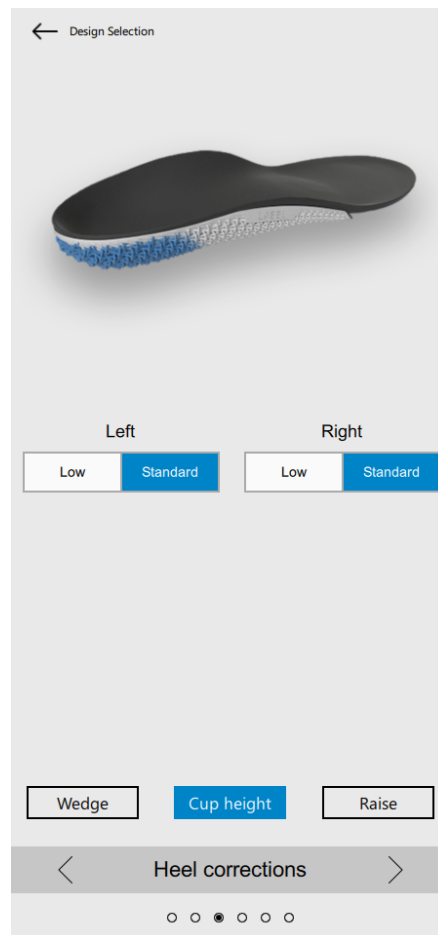 Design Selection
Left Right
Low Standard Low Standard
Wedge Cup height Raise
Heel corrections